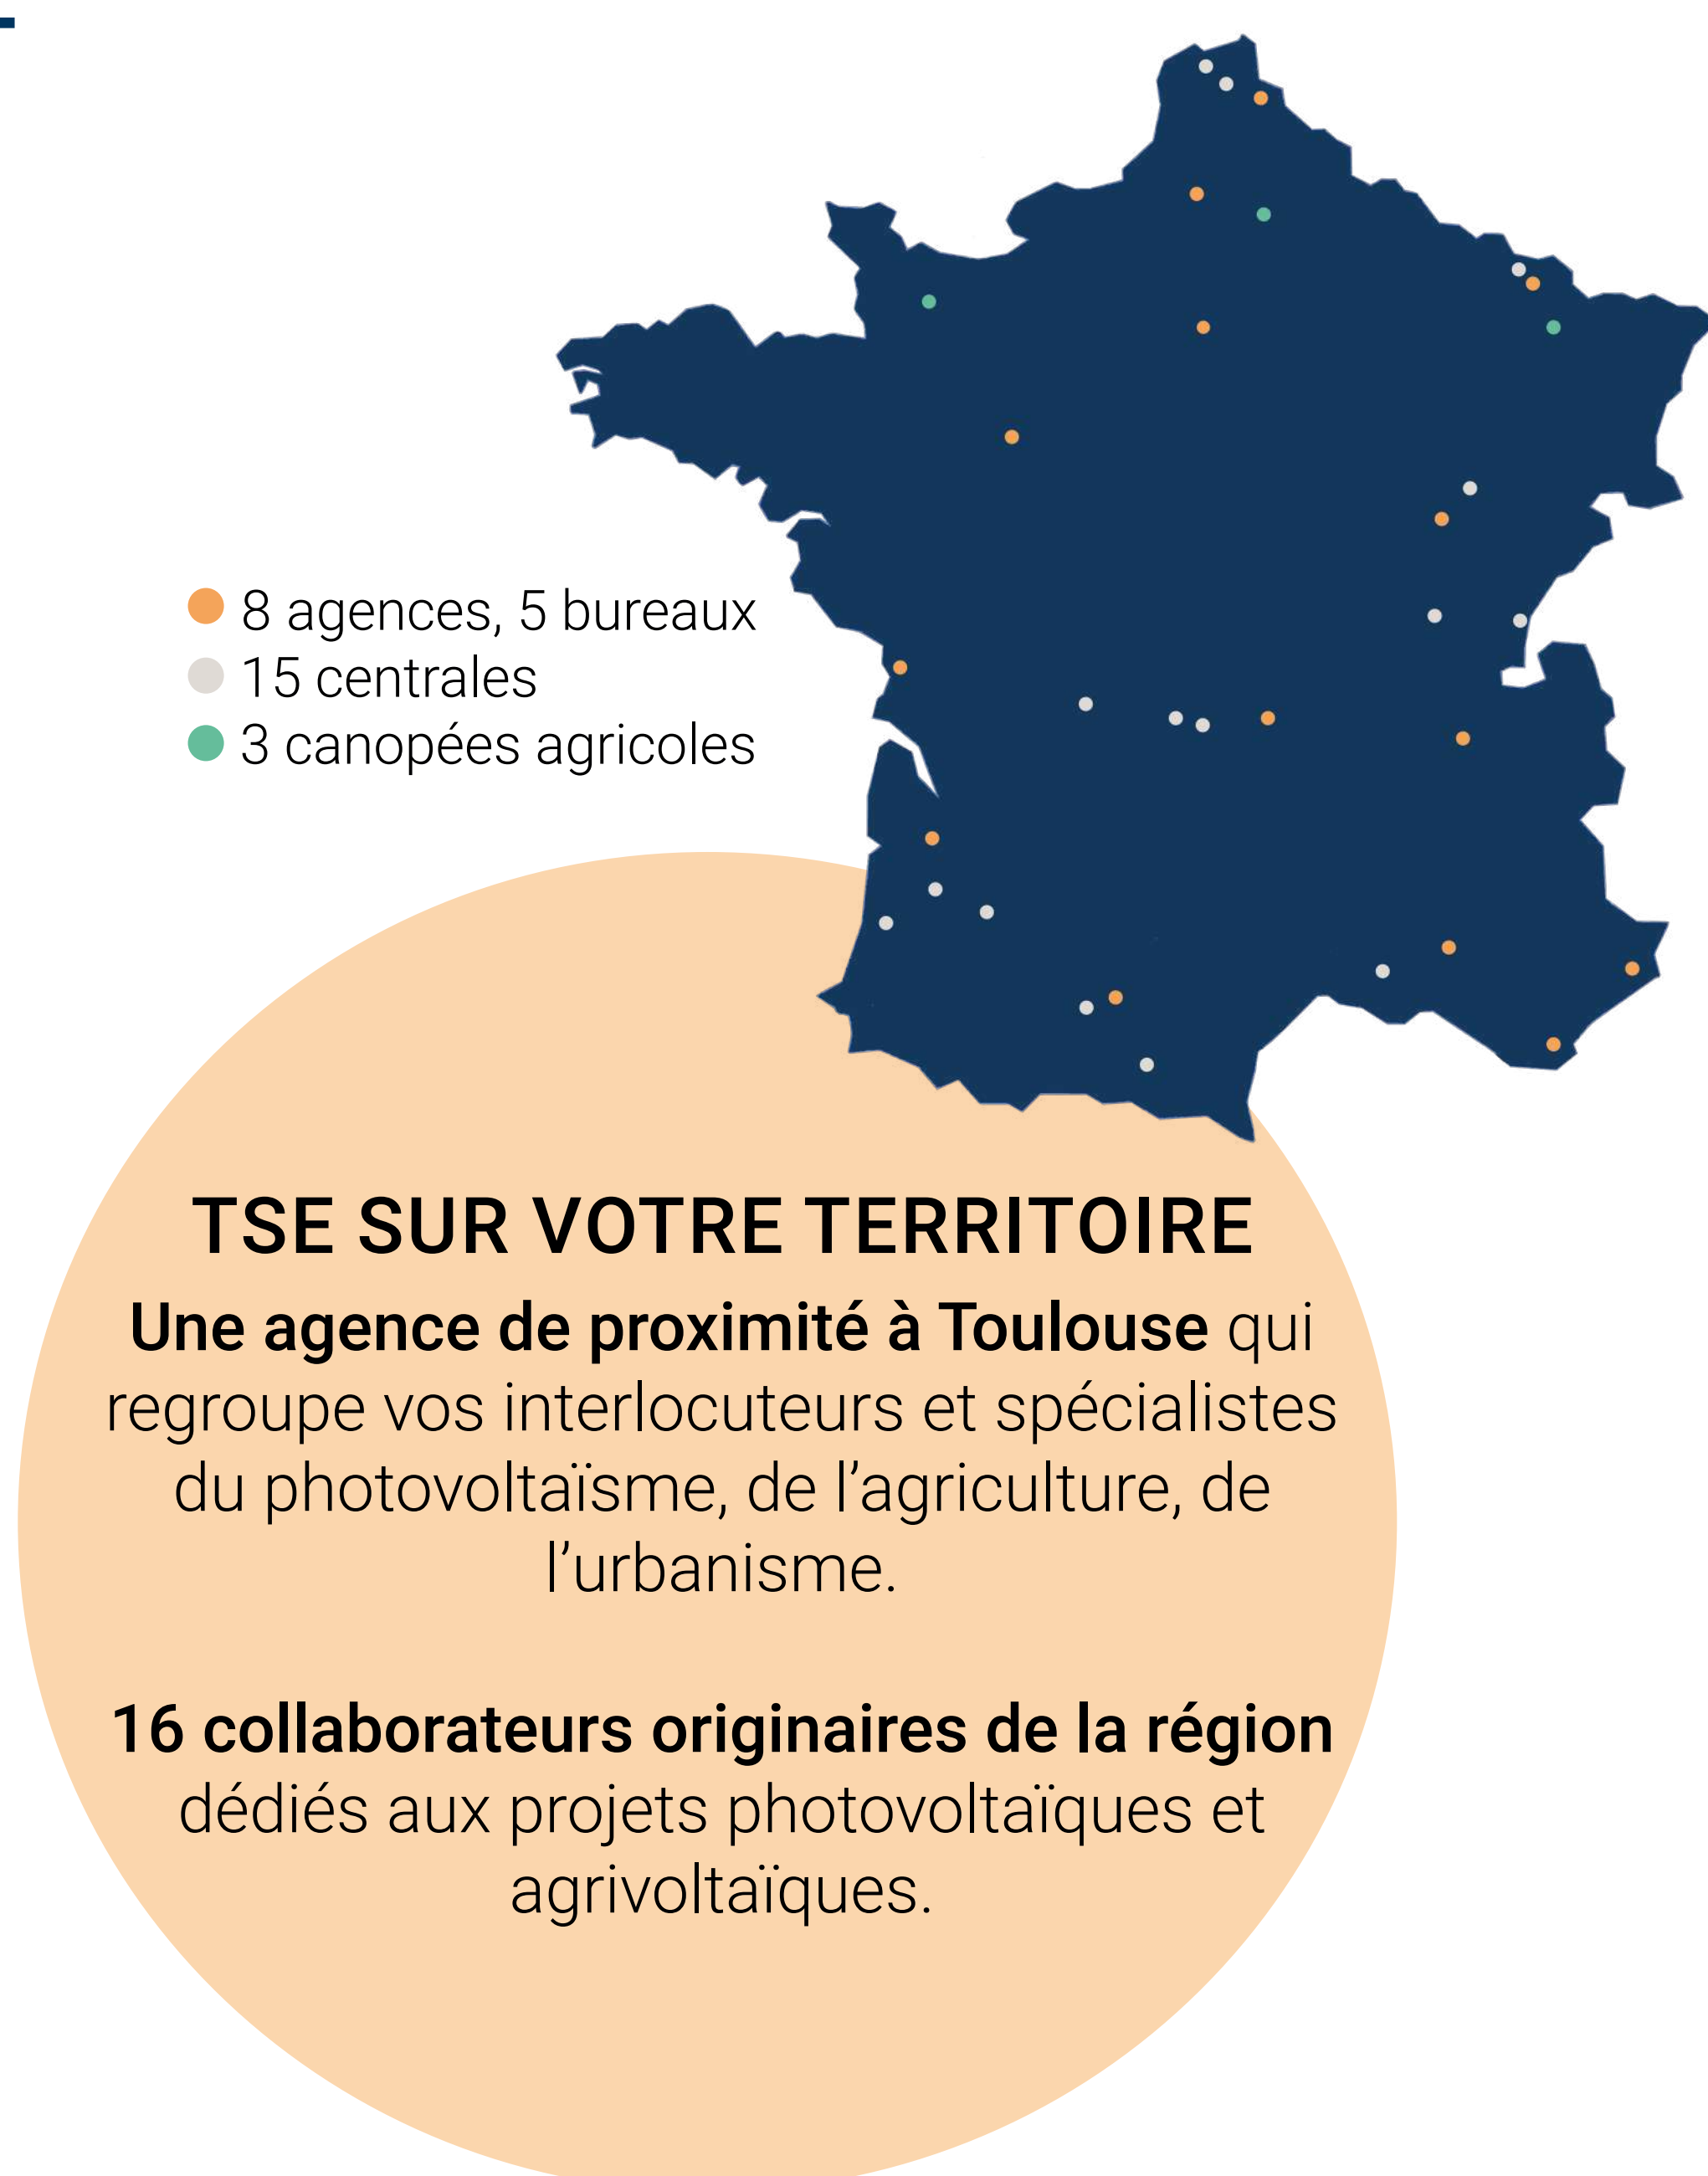 8 agences, 5 bureaux
15 centrales
3 canopées agricoles
TSE SUR VOTRE TERRITOIRE
Une agence de proximité à Toulouse qui
regroupe vos interlocuteurs et spécialistes
du photovoltaïsme, de l’agriculture, de
l’urbanisme.
16 collaborateurs originaires de la région
dédiés aux projets photovoltaïques et
agrivoltaïques.